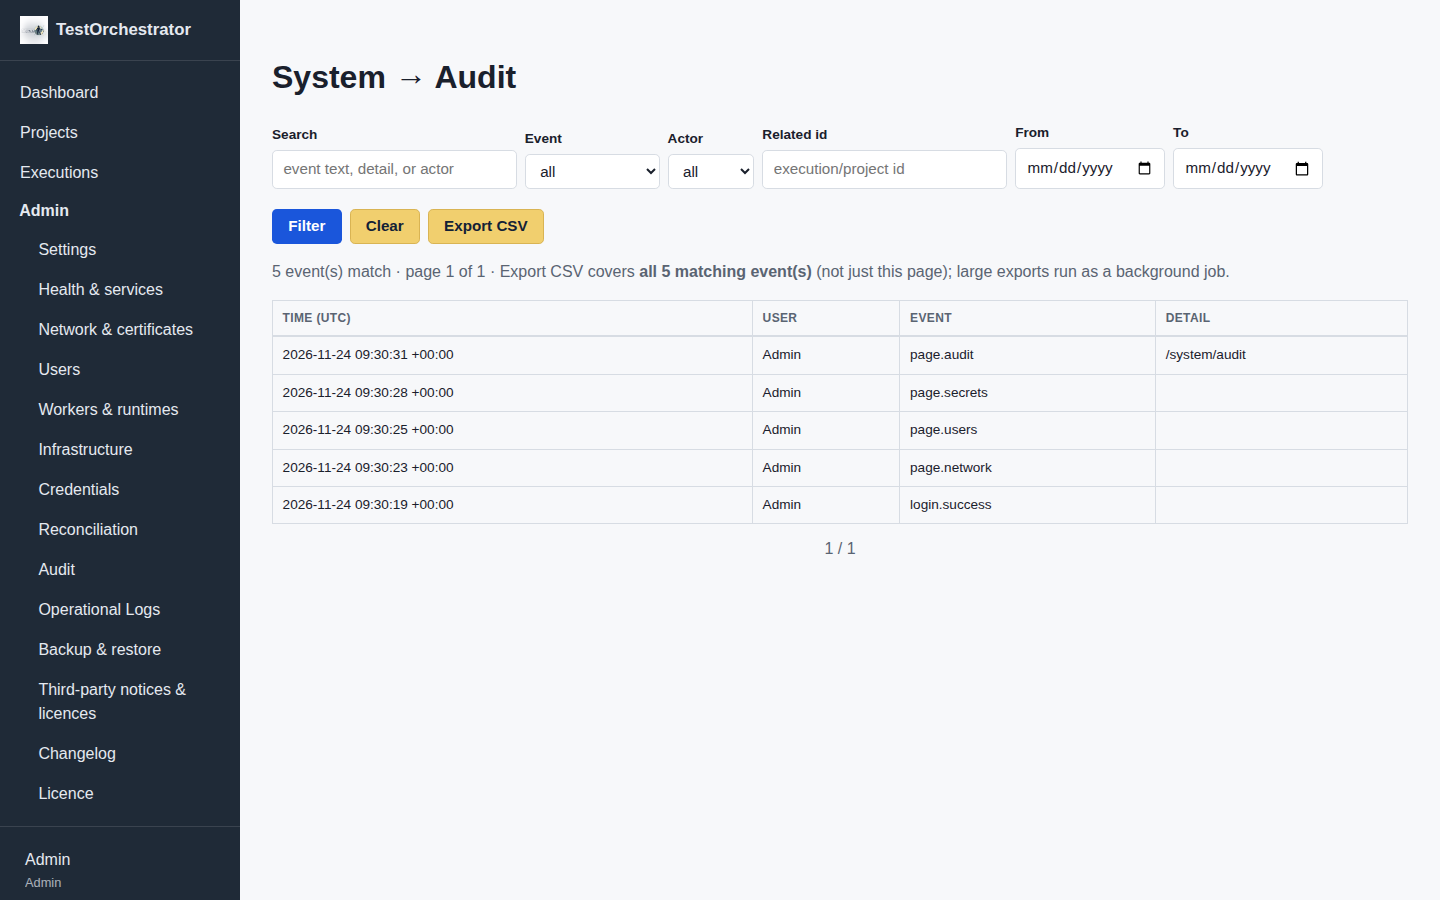 TestOrchestrator
Dashboard
Projects
Executions
Admin
Settings
Health & services
Network & certificates
Users
Workers & runtimes
Infrastructure
Credentials
Reconciliation
Audit
Operational Logs
Backup & restore
Third-party notices &
licences
Changelog
Licence
Admin
Admin
System → Audit
Search Event Actor Related id From To
event text, detail, or actor all all execution/project id mm/dd/yyyy mm/dd/yyyy
Filter Clear Export CSV
5 event(s) match · page 1 of 1 · Export CSV covers all 5 matching event(s) (not just this page); large exports run as a background job.
TIME (UTC) USER EVENT DETAIL
2026-11-24 09:30:31 +00:00 Admin page.audit /system/audit
2026-11-24 09:30:28 +00:00 Admin page.secrets
2026-11-24 09:30:25 +00:00 Admin page.users
2026-11-24 09:30:23 +00:00 Admin page.network
2026-11-24 09:30:19 +00:00 Admin login.success
1 / 1